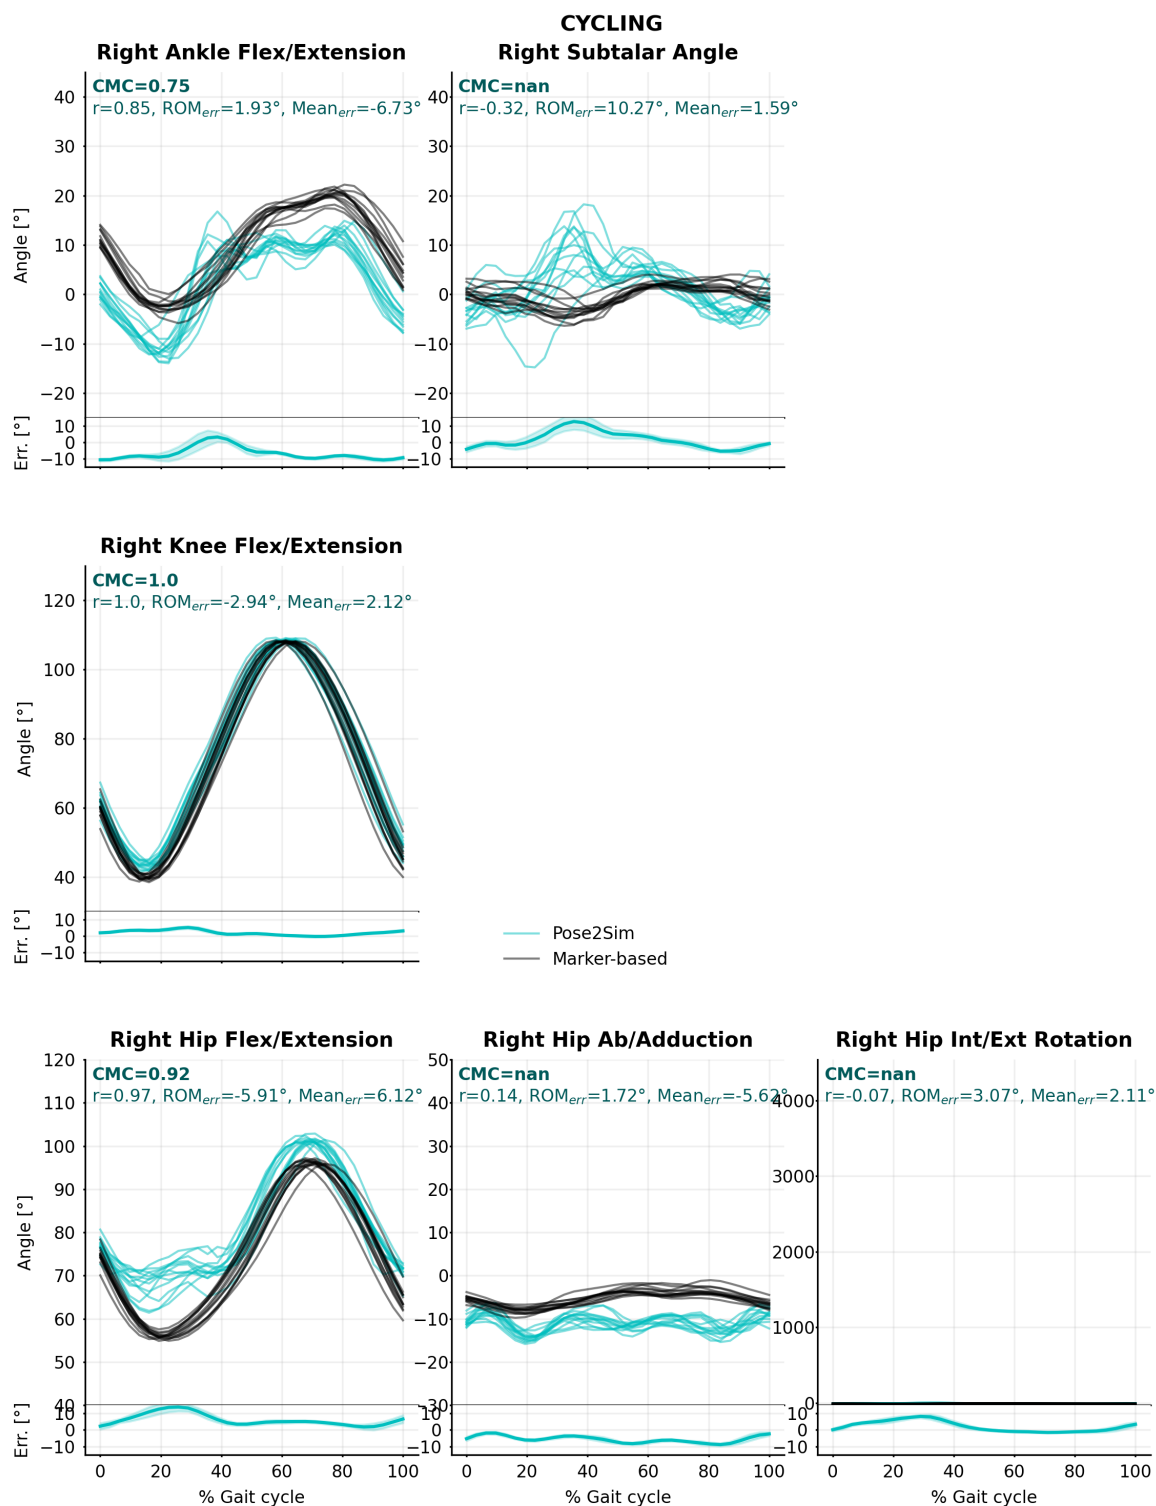 CYCLING
Right Ankle Flex/Extension
Right Subtalar Angle
CMC=0.75
r=0.85, ROMerr=1.93°, Meanerr=-6.73°
CMC=nan
r=-0.32, ROMerr=10.27°, Meanerr=1.59°
Angle [°]
40
30
20
10
0
−10
−20
40
30
20
10
0
−10
−20
Err. [°]
10
0
−10
10
0
−10
Right Knee Flex/Extension
CMC=1.0
r=1.0, ROMerr=-2.94°, Meanerr=2.12°
Angle [°]
120
100
80
60
40
Err. [°]
10
0
−10
Pose2Sim
Marker-based
Right Hip Flex/Extension
Right Hip Ab/Adduction
Right Hip Int/Ext Rotation
CMC=0.92
r=0.97, ROMerr=-5.91°, Meanerr=6.12°
CMC=nan
r=0.14, ROMerr=1.72°, Meanerr=-5.62°
CMC=nan
r=-0.07, ROMerr=3.07°, Meanerr=2.11°
Angle [°]
120
110
100
90
80
70
60
50
40
50
40
30
20
10
0
−10
−20
−30
4000
3000
2000
1000
0
Err. [°]
10
0
−10
10
0
−10
10
0
−10
0 20 40 60 80 100
0 20 40 60 80 100
0 20 40 60 80 100
% Gait cycle
% Gait cycle
% Gait cycle